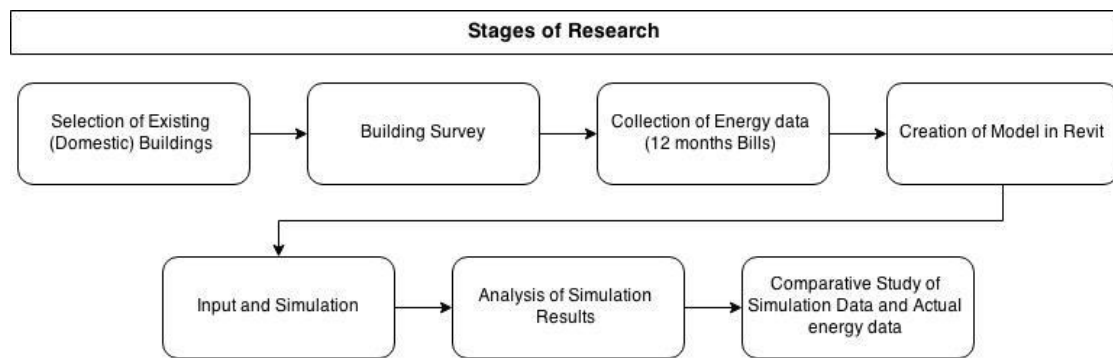 Stages of Research
Selection of Existing
(Domestic) Buildings
Building Survey
Collection of Energy data
(12 months Bills)
Creation of Model in Revit
Input and Simulation
Analysis of Simulation
Results
Comparative Study of
Simulation Data and Actual
energy data